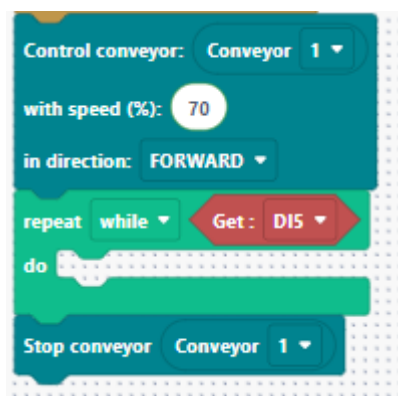 Control conveyor: Conveyor 1
with speed (%): 70
in direction: FORWARD
repeat while Get : DI5
do
Stop conveyor Conveyor 1